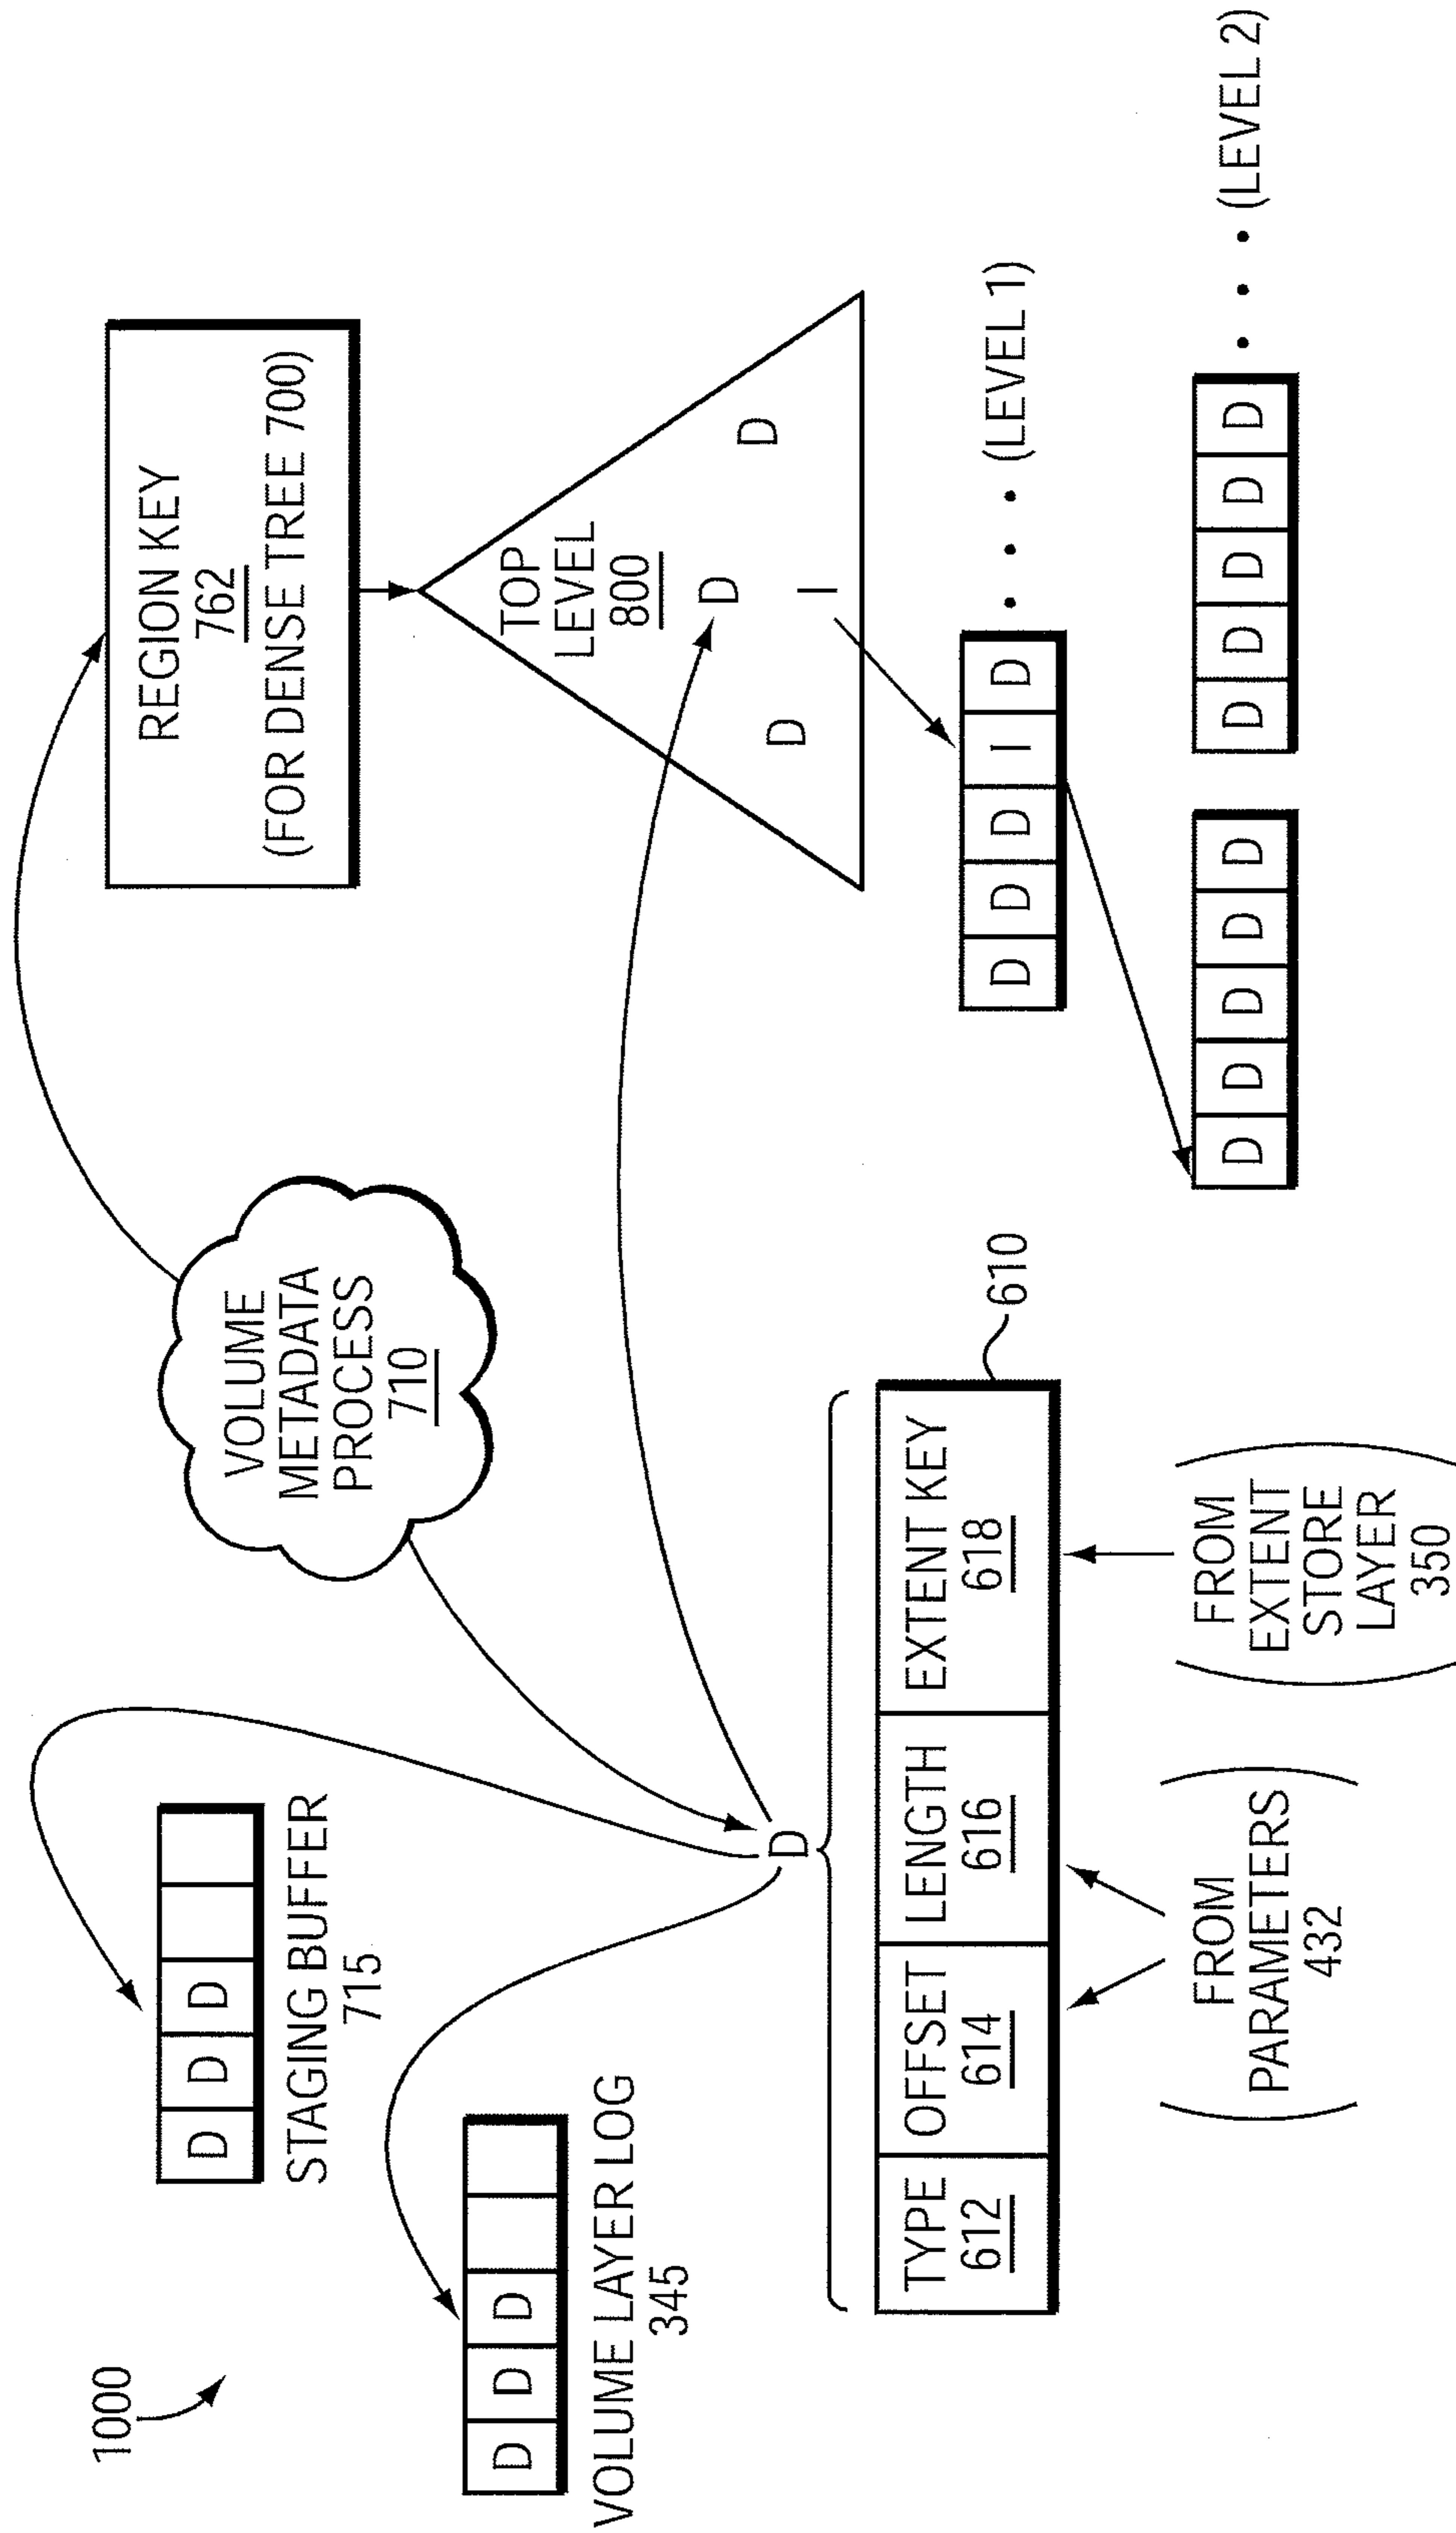 1000
D D D
STAGING BUFFER
715
D D D
VOLUME LAYER LOG
345
VOLUME
METADATA
PROCESS
710
REGION KEY
762
(FOR DENSE TREE 700)
TOP
LEVEL
800
D D D
I
D
D D D I D • • • (LEVEL 1)
D D D D D D D D D D • • • (LEVEL 2)
610
TYPE
612
OFFSET
614
LENGTH
616
EXTENT KEY
618
(FROM
PARAMETERS
432)
(FROM
EXTENT
STORE
LAYER
350)